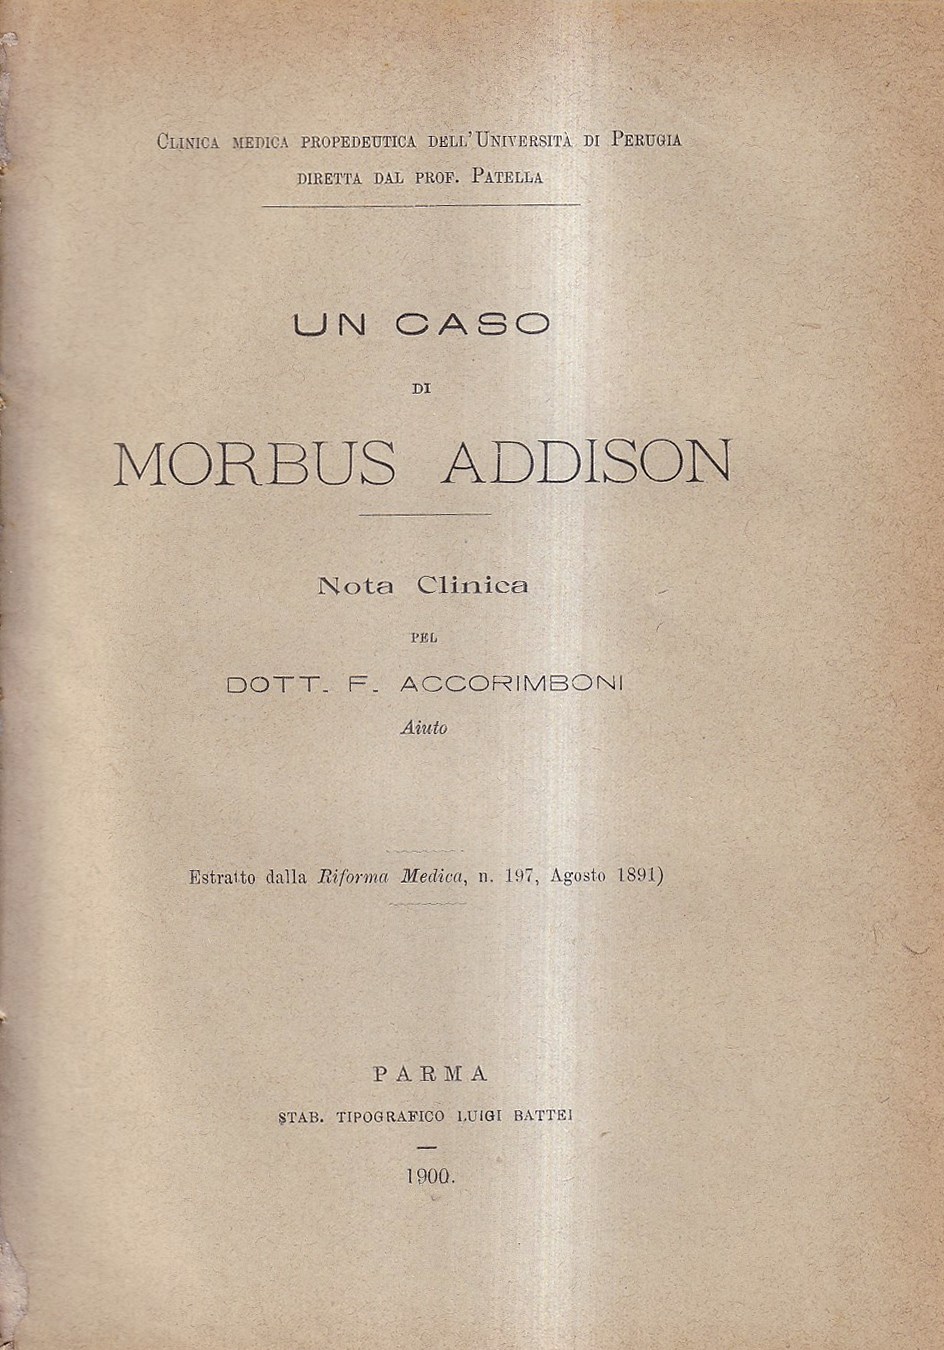 Clinica medica propedeutica dell'Università di Perugia
diretta dal prof. Patella
UN CASO
DI
MORBUS ADDISON
Nota Clinica
PEL
DOTT. F. ACCORIMBONI
Aiuto
Estratto dalla Riforma Medica, n. 197, Agosto 1891)
PARMA
STAB. TIPOGRAFICO LUIGI BATTEI
1900.